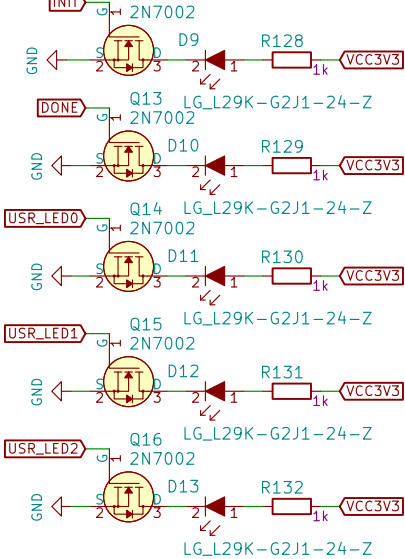 INIT
G 1
2N7002
D9
R128
GND
S
D
2
3
2
1
1k
VCC3V3
LG_L29K-G2J1-24-Z
DONE
G 1
Q13
2N7002
D10
R129
GND
S
D
2
3
2
1
1k
VCC3V3
LG_L29K-G2J1-24-Z
USR_LED0
G 1
Q14
2N7002
D11
R130
GND
S
D
2
3
2
1
1k
VCC3V3
LG_L29K-G2J1-24-Z
USR_LED1
G 1
Q15
2N7002
D12
R131
GND
S
D
2
3
2
1
1k
VCC3V3
LG_L29K-G2J1-24-Z
USR_LED2
G 1
Q16
2N7002
D13
R132
GND
S
D
2
3
2
1
1k
VCC3V3
LG_L29K-G2J1-24-Z